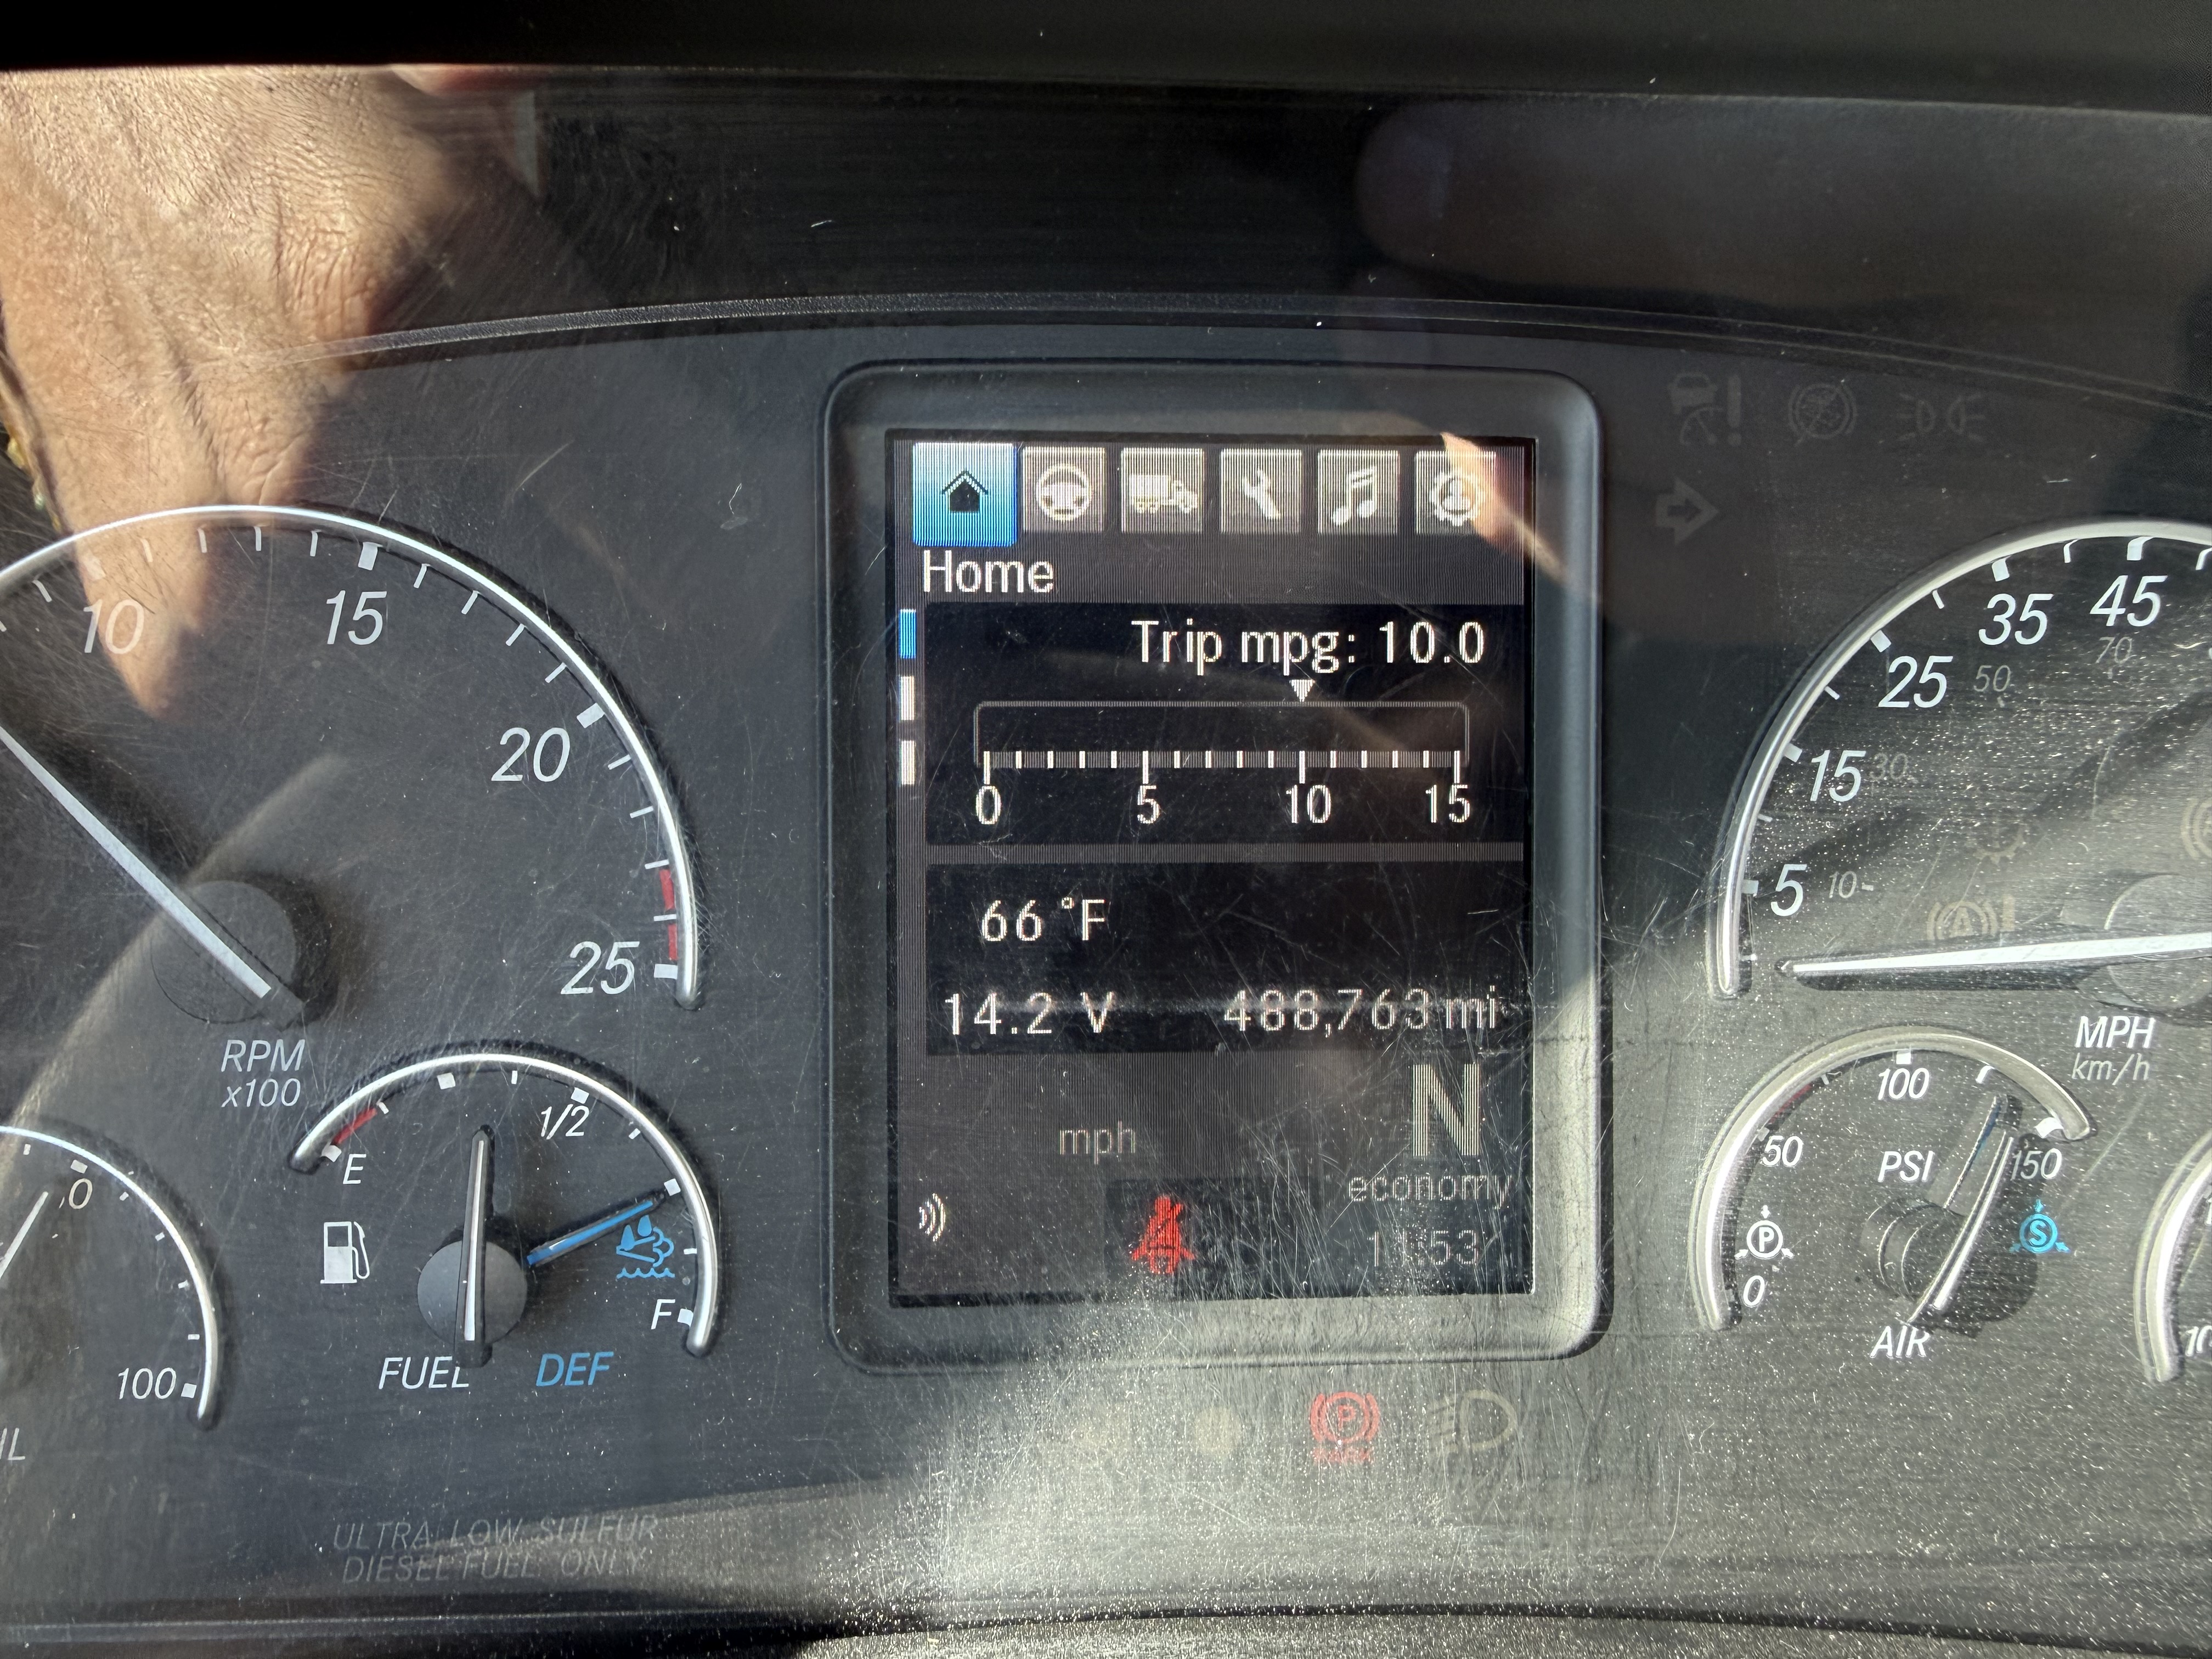 Home
Trip mpg: 10.0
0 5 10 15
66 °F
14.2 V 488,763 mi
mph
N
economy
11:53
10
15
20
25
RPM
x100
E
1/2
F
FUEL DEF
100
ULTRA LOW SULFUR
DIESEL FUEL ONLY
5
15
25
35
45
10
30
50
70
MPH
km/h
0
50
100
150
PSI
P
S
AIR
P